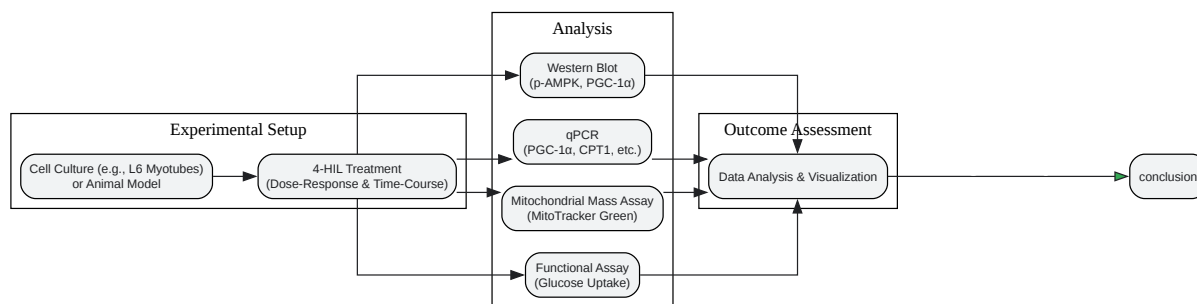 Analysis
Western Blot
(p-AMPK, PGC-1α)
Experimental Setup
Outcome Assessment
Cell Culture (e.g., L6 Myotubes)
or Animal Model
4-HIL Treatment
(Dose-Response & Time-Course)
qPCR
(PGC-1α, CPT1, etc.)
Mitochondrial Mass Assay
(MitoTracker Green)
Functional Assay
(Glucose Uptake)
Data Analysis & Visualization
conclusion